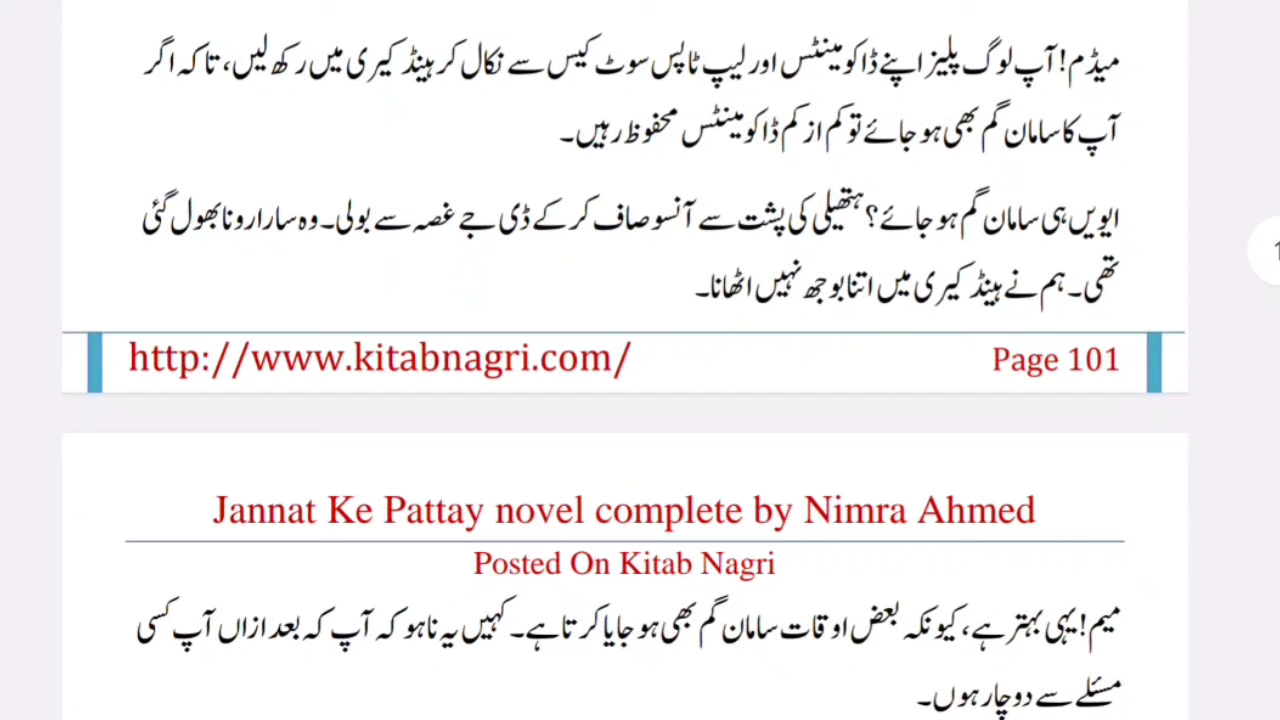 میڈم! آپ لوگ پلیز اپنے ڈاکومینٹس اور لیپ ٹاپس سوٹ کیس سے نکال کر ہینڈ کیری میں رکھ لیں، تاکہ اگر
آپ کا سامان گم بھی ہو جائے تو کم از کم ڈاکومینٹس محفوظ رہیں۔
ایویں ہی سامان گم ہو جائے؟ ہتھیلی کی پشت سے آنسو صاف کر کے ڈی جے غصہ سے بولی۔ وہ سارا رونا بھول گئی
تھی۔ ہم نے ہینڈ کیری میں اتنا بوجھ نہیں اٹھانا۔
http://www.kitabnagri.com/ Page 101
Jannat Ke Pattay novel complete by Nimra Ahmed
Posted On Kitab Nagri
میم! یہی بہتر ہے، کیونکہ بعض اوقات سامان گم بھی ہو جایا کرتا ہے۔ کہیں یہ نا ہو کہ آپ کہ بعد ازاں آپ کسی
مسئلے سے دوچار ہوں۔